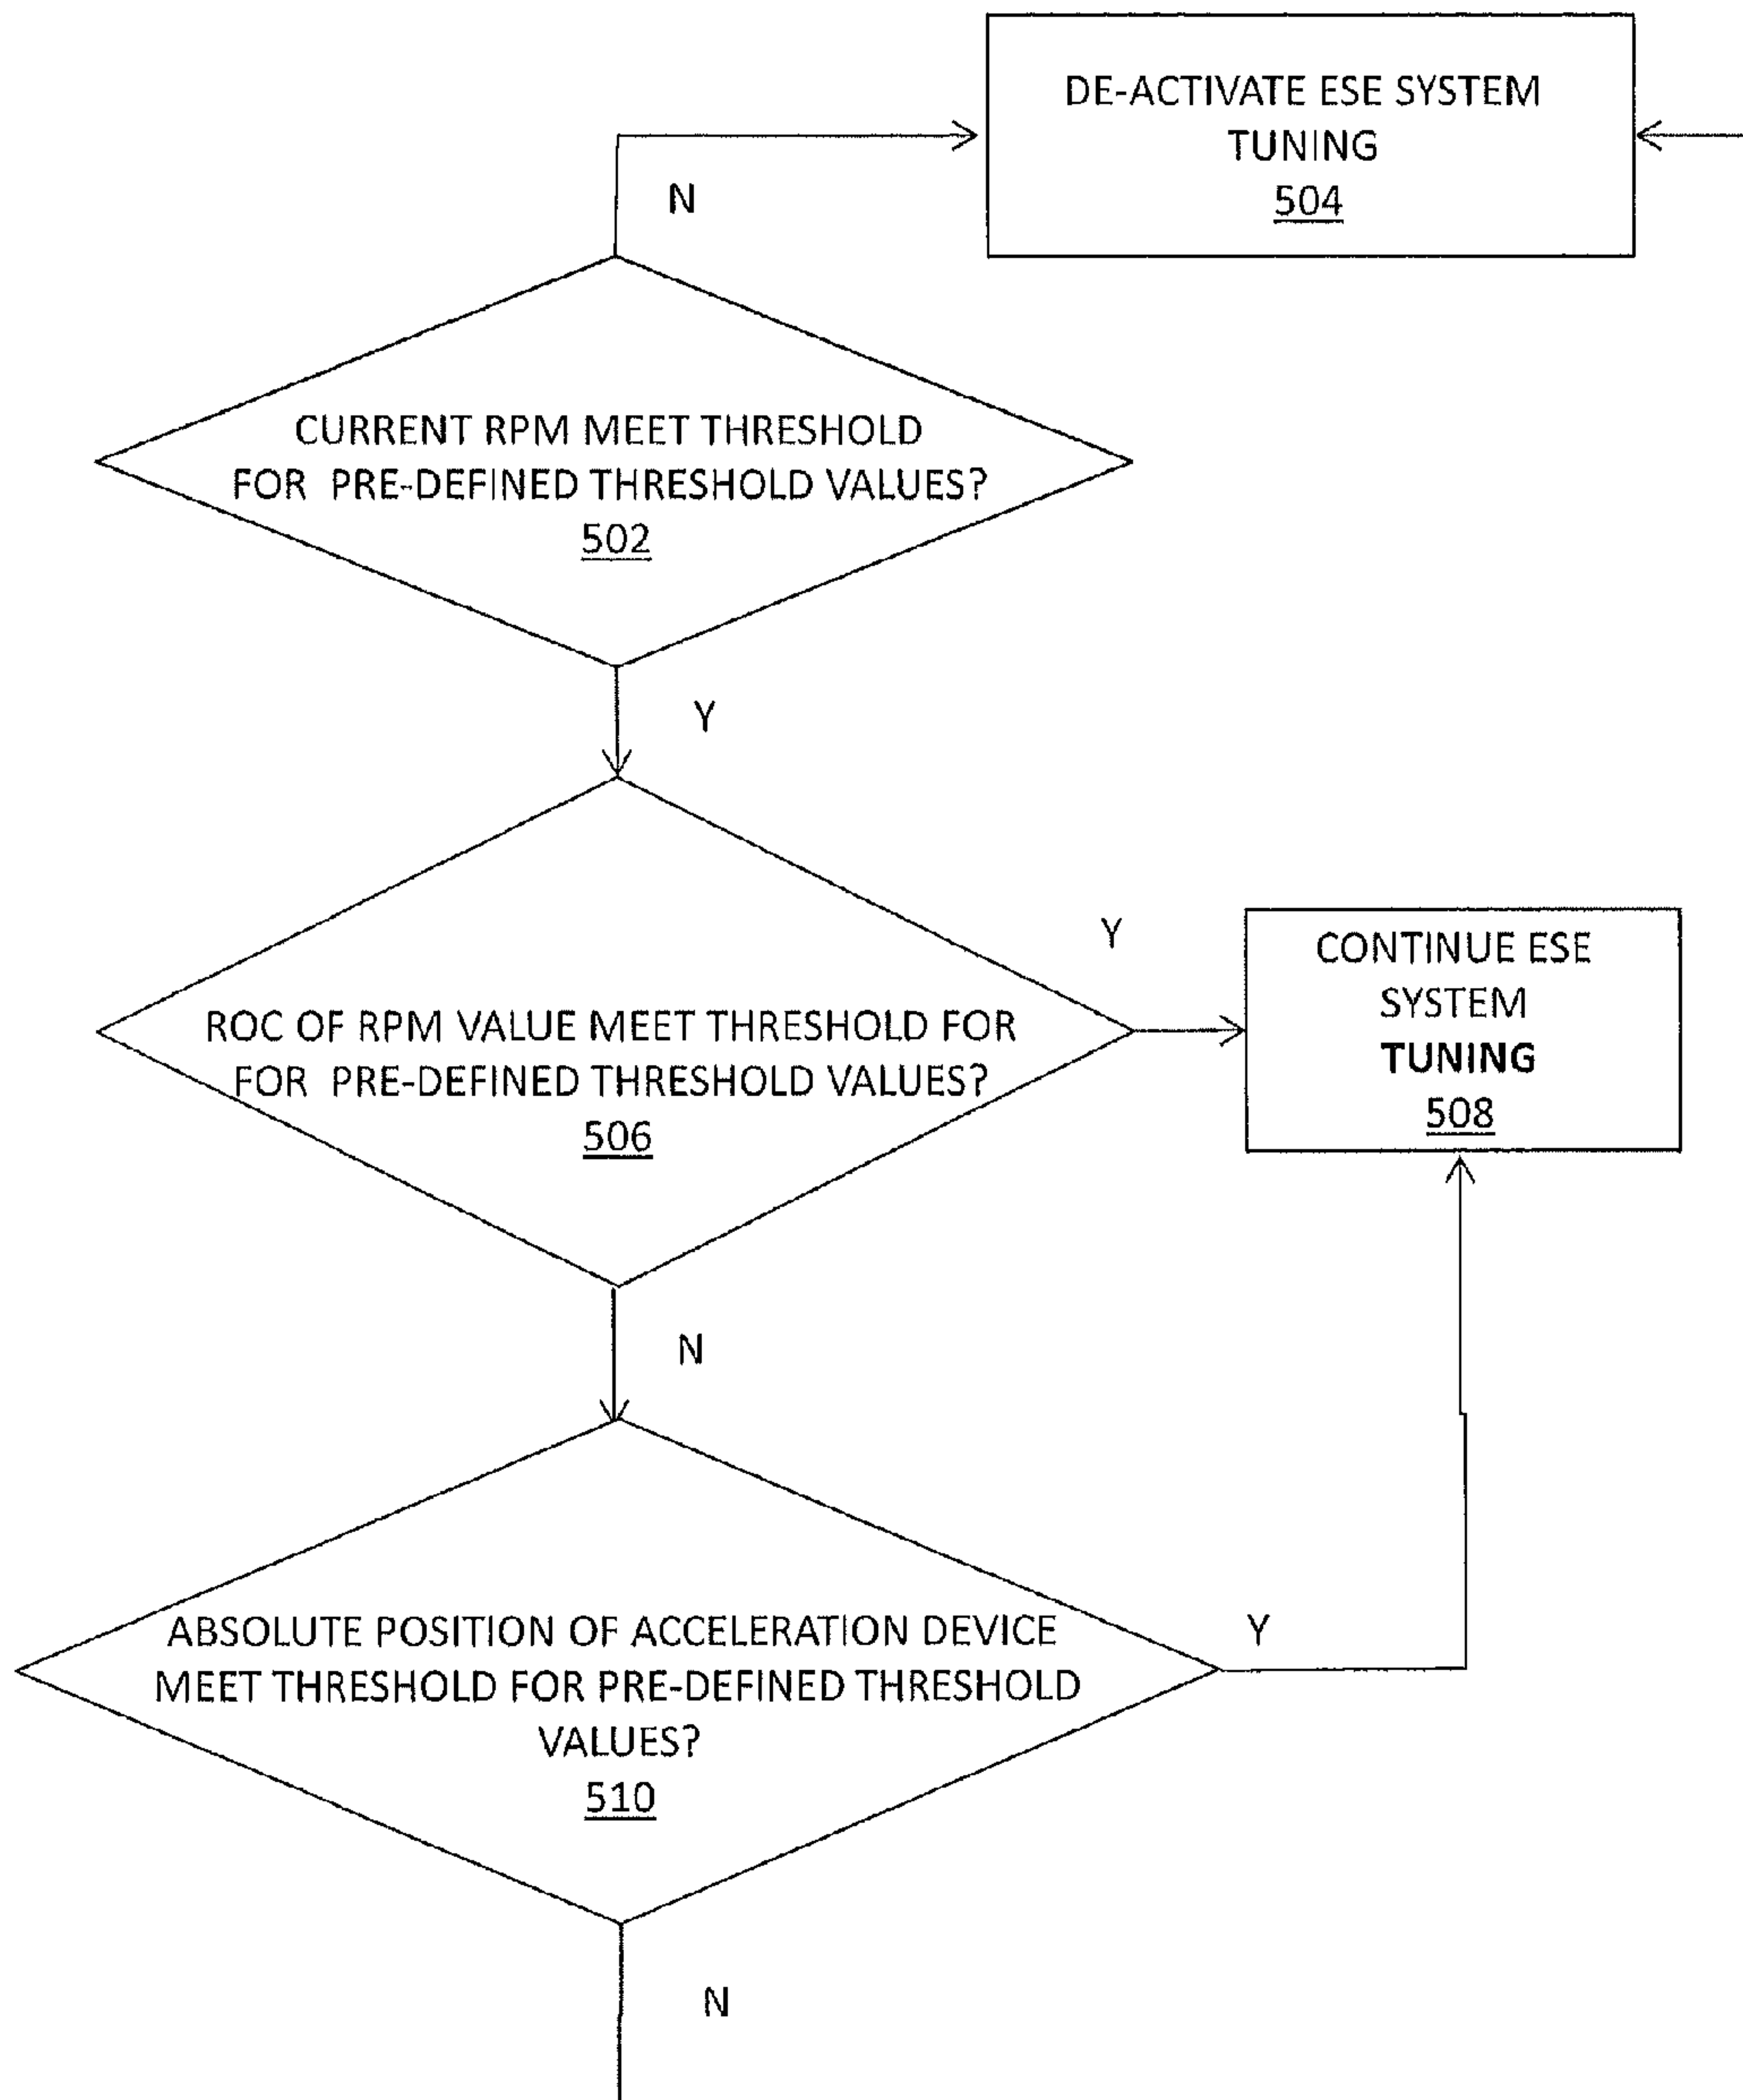 DE-ACTIVATE ESE SYSTEM
TUNING
504
N
CURRENT RPM MEET THRESHOLD
FOR PRE-DEFINED THRESHOLD VALUES?
502
Y
Y
CONTINUE ESE
SYSTEM
TUNING
508
ROC OF RPM VALUE MEET THRESHOLD FOR
FOR PRE-DEFINED THRESHOLD VALUES?
506
N
ABSOLUTE POSITION OF ACCELERATION DEVICE
MEET THRESHOLD FOR PRE-DEFINED THRESHOLD
VALUES?
510
Y
N